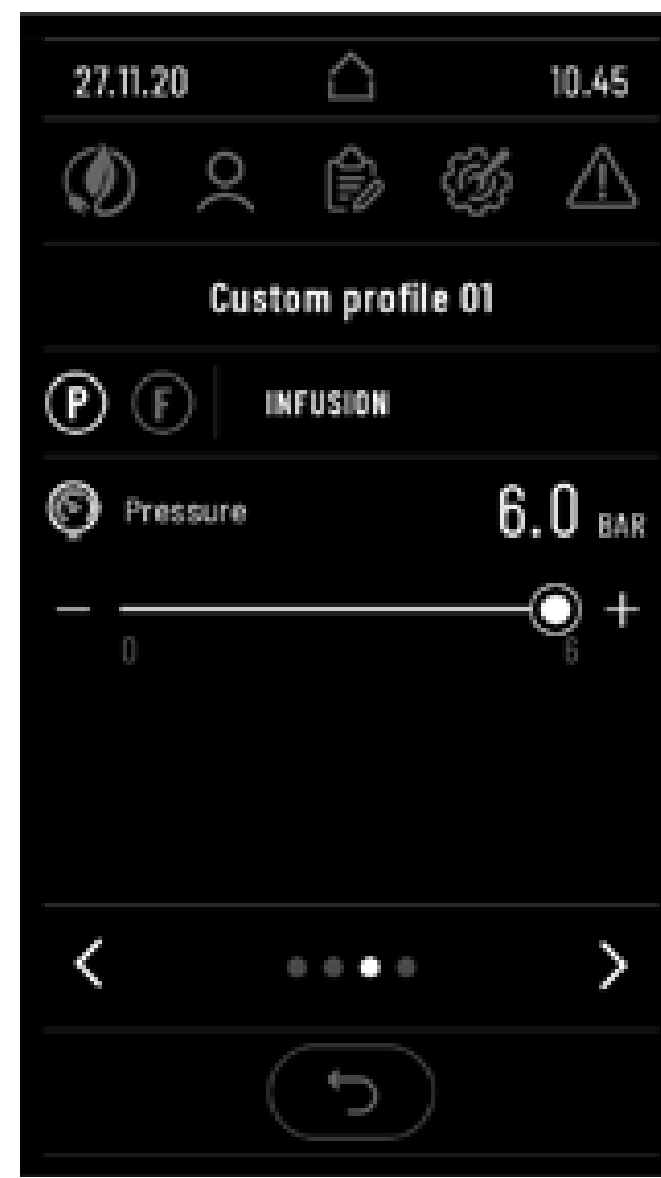 27.11.20 10.45
Custom profile 01
P F INFUSION
Pressure 6.0 BAR
− +
0 6